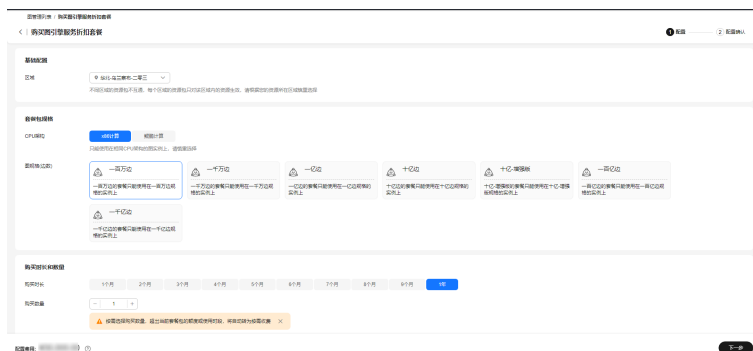 图管理列表 / 购买图引擎服务折扣套餐
购买图引擎服务折扣套餐
1 配置
2 配置确认
基础配置
区域
不同区域的资源包不互通，每个区域的资源包只对该区域内的资源生效，请根据您的资源所在区域慎重选择
套餐包规格
CPU架构
x86计算
鲲鹏计算
只能使用在相同CPU架构的图实例上，请慎重选择
图规格(边数)
一百万边
一百万边的套餐只能使用在一百万边规格的实例上
一千万边
一千万边的套餐只能使用在一千万边规格的实例上
一亿边
一亿边的套餐只能使用在一亿边规格的实例上
十亿边
十亿边的套餐只能使用在十亿边规格的实例上
十亿-增强版
十亿-增强版的套餐只能使用在十亿-增强版规格的实例上
一百亿边
一百亿边的套餐只能使用在一百亿边规格的实例上
一千亿边
一千亿边的套餐只能使用在一千亿边规格的实例上
购买时长和数量
购买时长
1个月 2个月 3个月 4个月 5个月 6个月 7个月 8个月 9个月 1年
购买数量
- 1 +
按需选择购买数量，超出当前套餐包的额度或使用时段，将自动转为按需收费
配置费用:
下一步